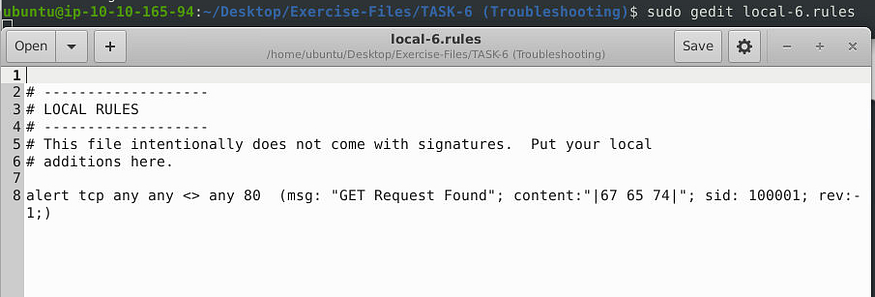 ubuntu@ip-10-10-165-94:~/Desktop/Exercise-Files/TASK-6 (Troubleshooting)$ sudo gedit local-6.rules
Open
Save
local-6.rules
/home/ubuntu/Desktop/Exercise-Files/TASK-6 (Troubleshooting)
1
2 # -------------------
3 # LOCAL RULES
4 # -------------------
5 # This file intentionally does not come with signatures.  Put your local
6 # additions here.
7
8 alert tcp any any <> any 80  (msg: "GET Request Found"; content:"|67 65 74|"; sid: 100001; rev:-
1;)